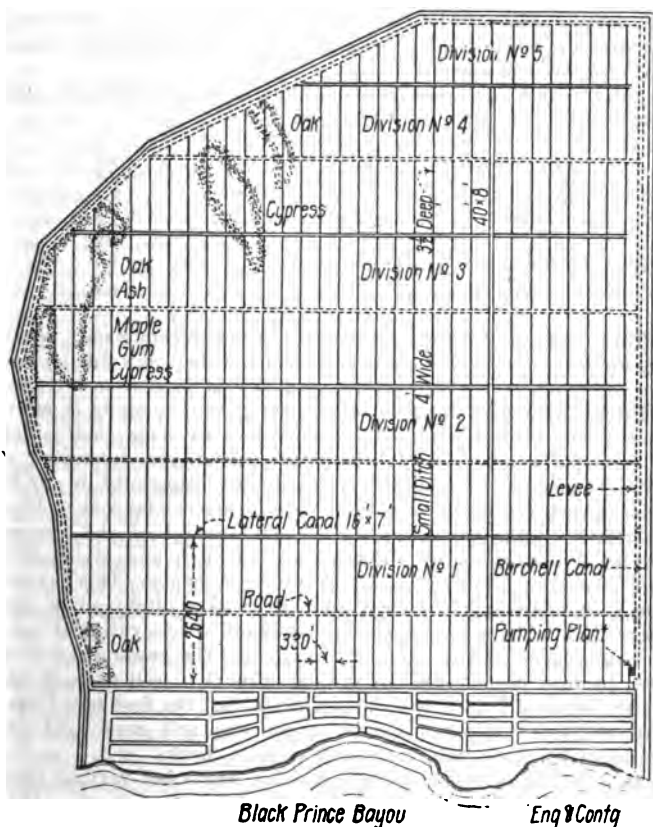 Division Nº 5
Oak
Division Nº 4
Cypress
3½' Deep
40'×8'
Oak
Ash
Division Nº 3
Maple
Gum
Cypress
Small Ditch 4' Wide
Division Nº 2
Levee
Lateral Canal 16'×7'
Division Nº 1
Burchell Canal
2640'
Road
330'
Oak
Pumping Plant
Black Prince Bayou
Eng & Contg